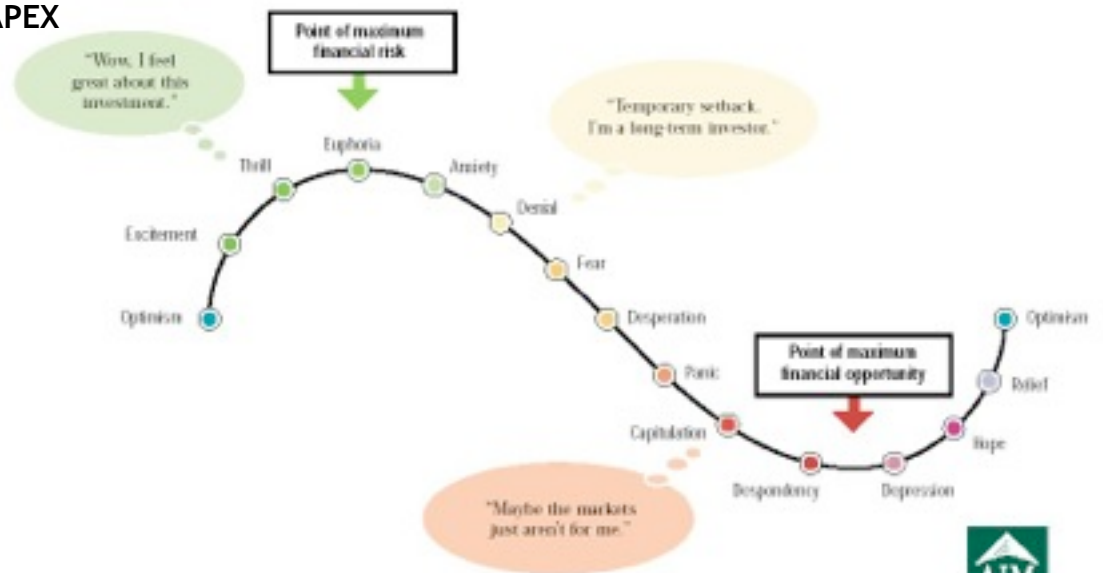 APEX
Point of maximum
financial risk
"Wow, I feel
great about this
investment."
"Temporary setback.
I'm a long-term investor."
Euphoria
Thrill
Anxiety
Denial
Excitement
Fear
Optimism
Desperation
Optimism
Point of maximum
financial opportunity
Panic
Relief
Capitulation
Hope
Despondency
Depression
"Maybe the markets
just aren't for me."
AIM